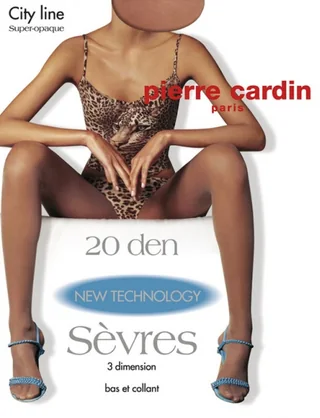 City line
Super-opaque
pierre cardin
paris
20 den
NEW TECHNOLOGY
Sèvres
3 dimension
bas et collant